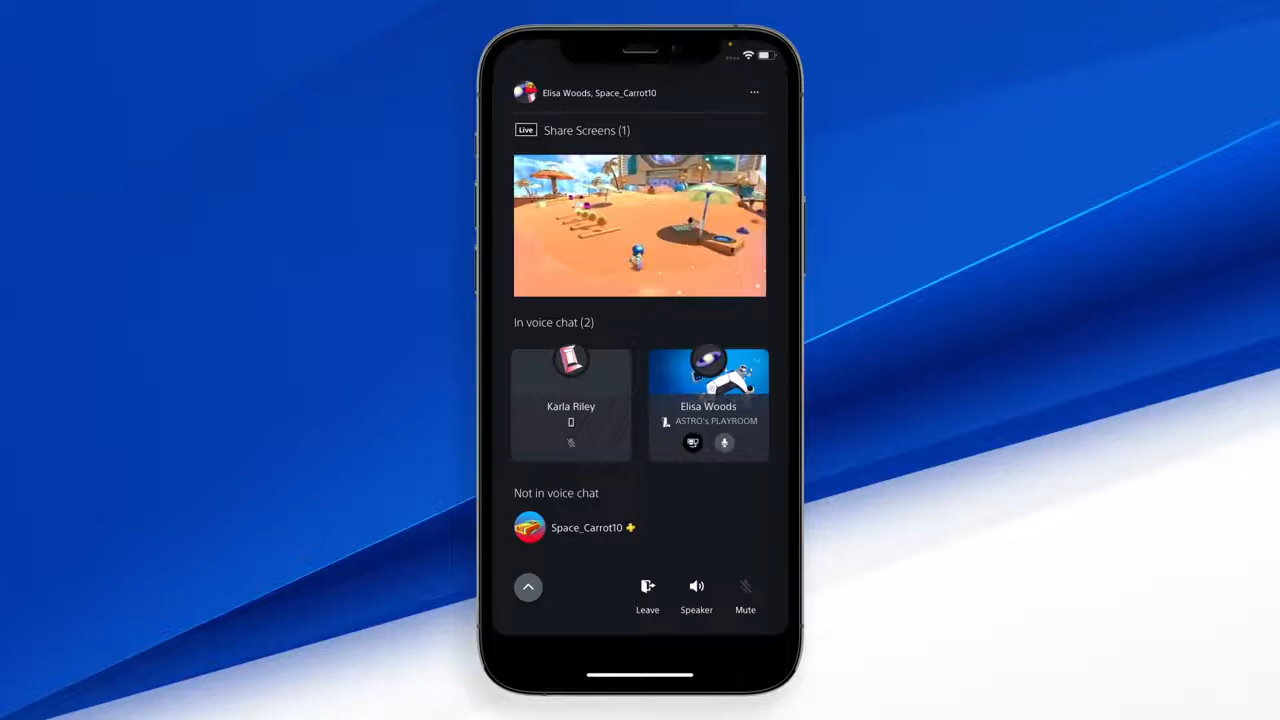 Elisa Woods, Space_Carrot10
Live Share Screens (1)
In voice chat (2)
Karla Riley
Elisa Woods
ASTRO's PLAYROOM
Not in voice chat
Space_Carrot10
Leave
Speaker
Mute